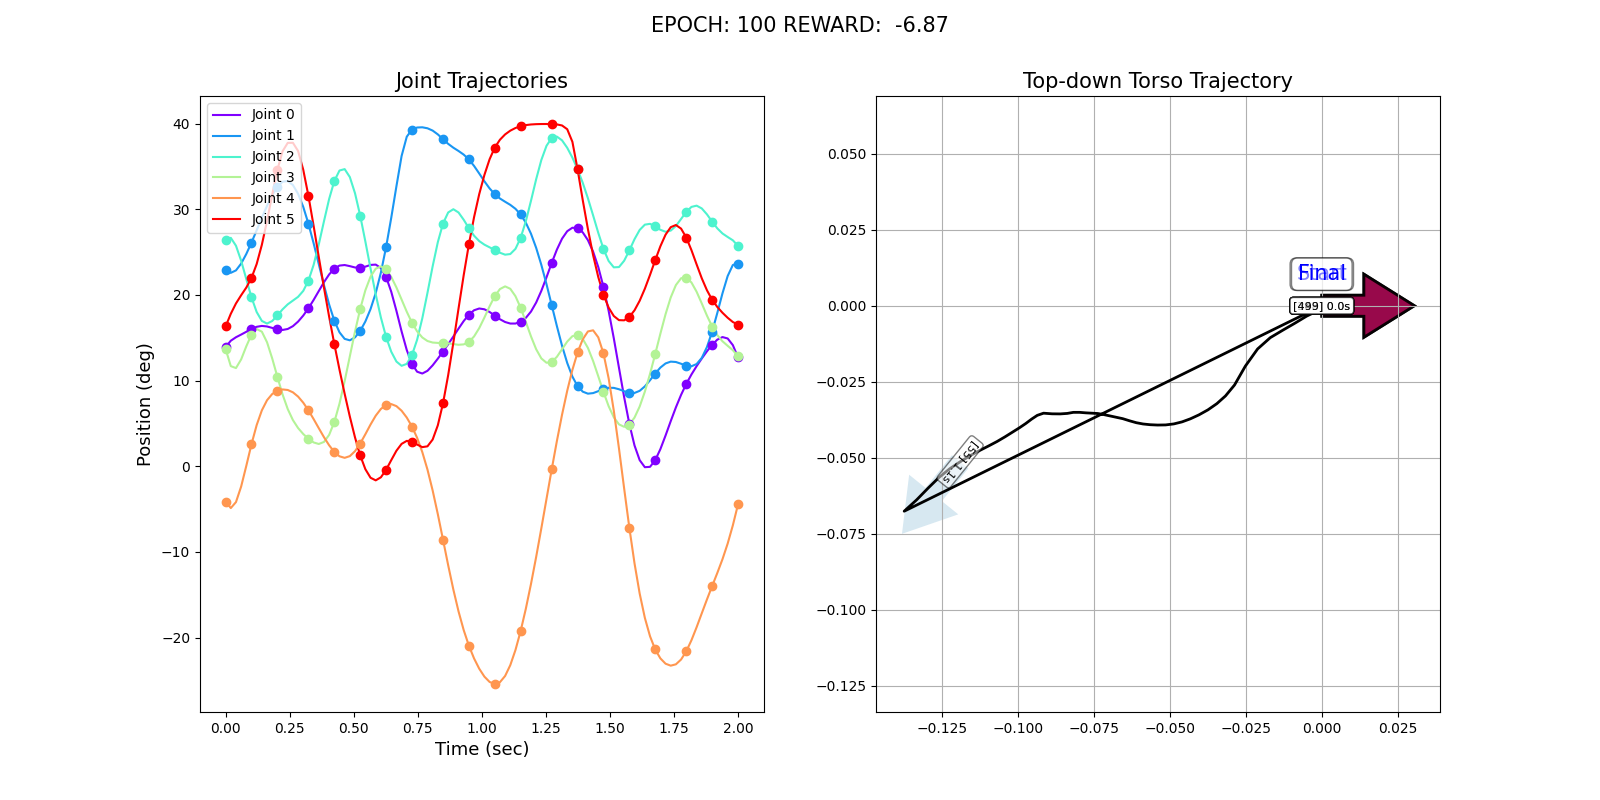 EPOCH: 100 REWARD:  -6.87
Joint Trajectories
Joint 0
Joint 1
Joint 2
Joint 3
Joint 4
Joint 5
40
30
20
10
0
−10
−20
Position (deg)
0.00
0.25
0.50
0.75
1.00
1.25
1.50
1.75
2.00
Time (sec)
Top-down Torso Trajectory
0.050
0.025
0.000
−0.025
−0.050
−0.075
−0.100
−0.125
Final
[499] 0.0s
[55] 1.1s
−0.125
−0.100
−0.075
−0.050
−0.025
0.000
0.025